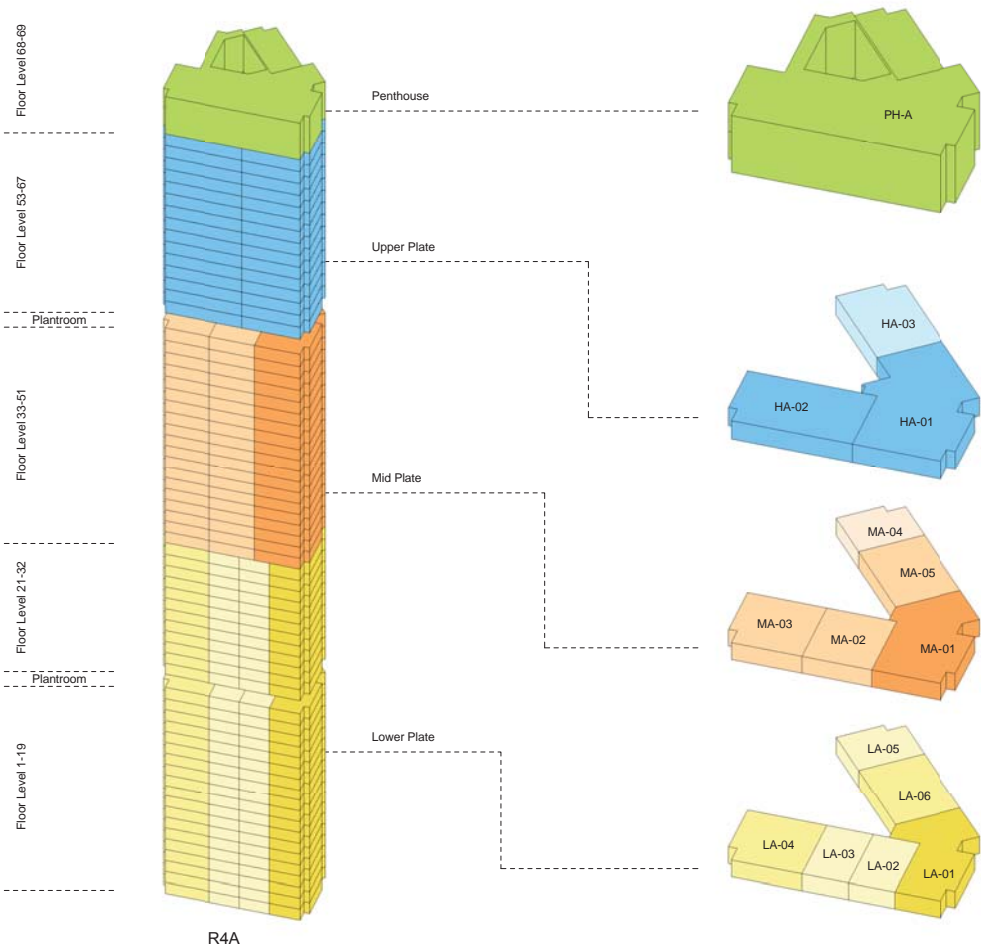 Floor Level 68-69
Penthouse
PH-A
Floor Level 53-67
Upper Plate
HA-03
HA-02
HA-01
Plantroom
Floor Level 33-51
Mid Plate
MA-04
MA-05
MA-03
MA-02
MA-01
Floor Level 21-32
Plantroom
Floor Level 1-19
Lower Plate
LA-05
LA-06
LA-04
LA-03
LA-02
LA-01
R4A